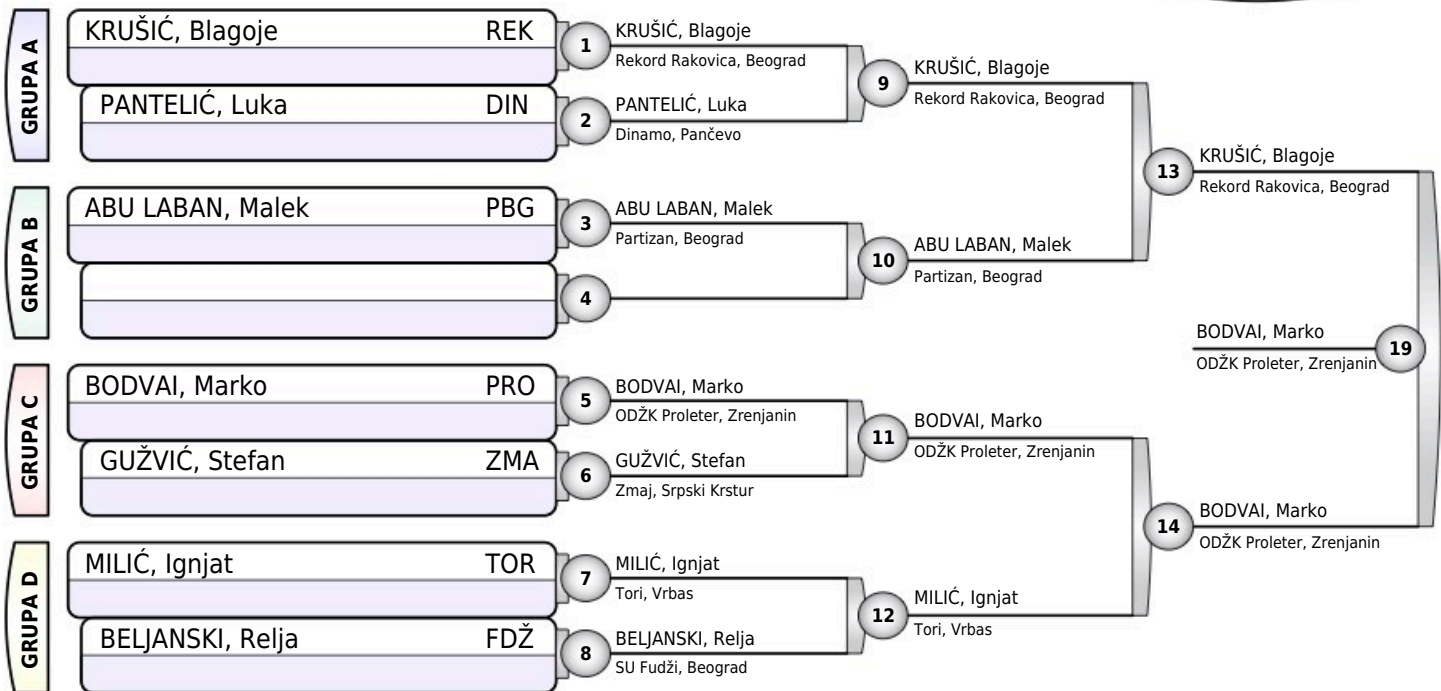 GRUPA A
KRUŠIĆ, Blagoje REK
PANTELIĆ, Luka DIN
GRUPA B
ABU LABAN, Malek PBG
GRUPA C
BODVAI, Marko PRO
GUŽVIĆ, Stefan ZMA
GRUPA D
MILIĆ, Ignjat TOR
BELJANSKI, Relja FDŽ
1
KRUŠIĆ, Blagoje
Rekord Rakovica, Beograd
2
PANTELIĆ, Luka
Dinamo, Pančevo
3
ABU LABAN, Malek
Partizan, Beograd
4
5
BODVAI, Marko
ODŽK Proleter, Zrenjanin
6
GUŽVIĆ, Stefan
Zmaj, Srpski Krstur
7
MILIĆ, Ignjat
Tori, Vrbas
8
BELJANSKI, Relja
SU Fudži, Beograd
9
KRUŠIĆ, Blagoje
Rekord Rakovica, Beograd
10
ABU LABAN, Malek
Partizan, Beograd
11
BODVAI, Marko
ODŽK Proleter, Zrenjanin
12
MILIĆ, Ignjat
Tori, Vrbas
13
KRUŠIĆ, Blagoje
Rekord Rakovica, Beograd
14
BODVAI, Marko
ODŽK Proleter, Zrenjanin
BODVAI, Marko
ODŽK Proleter, Zrenjanin
19